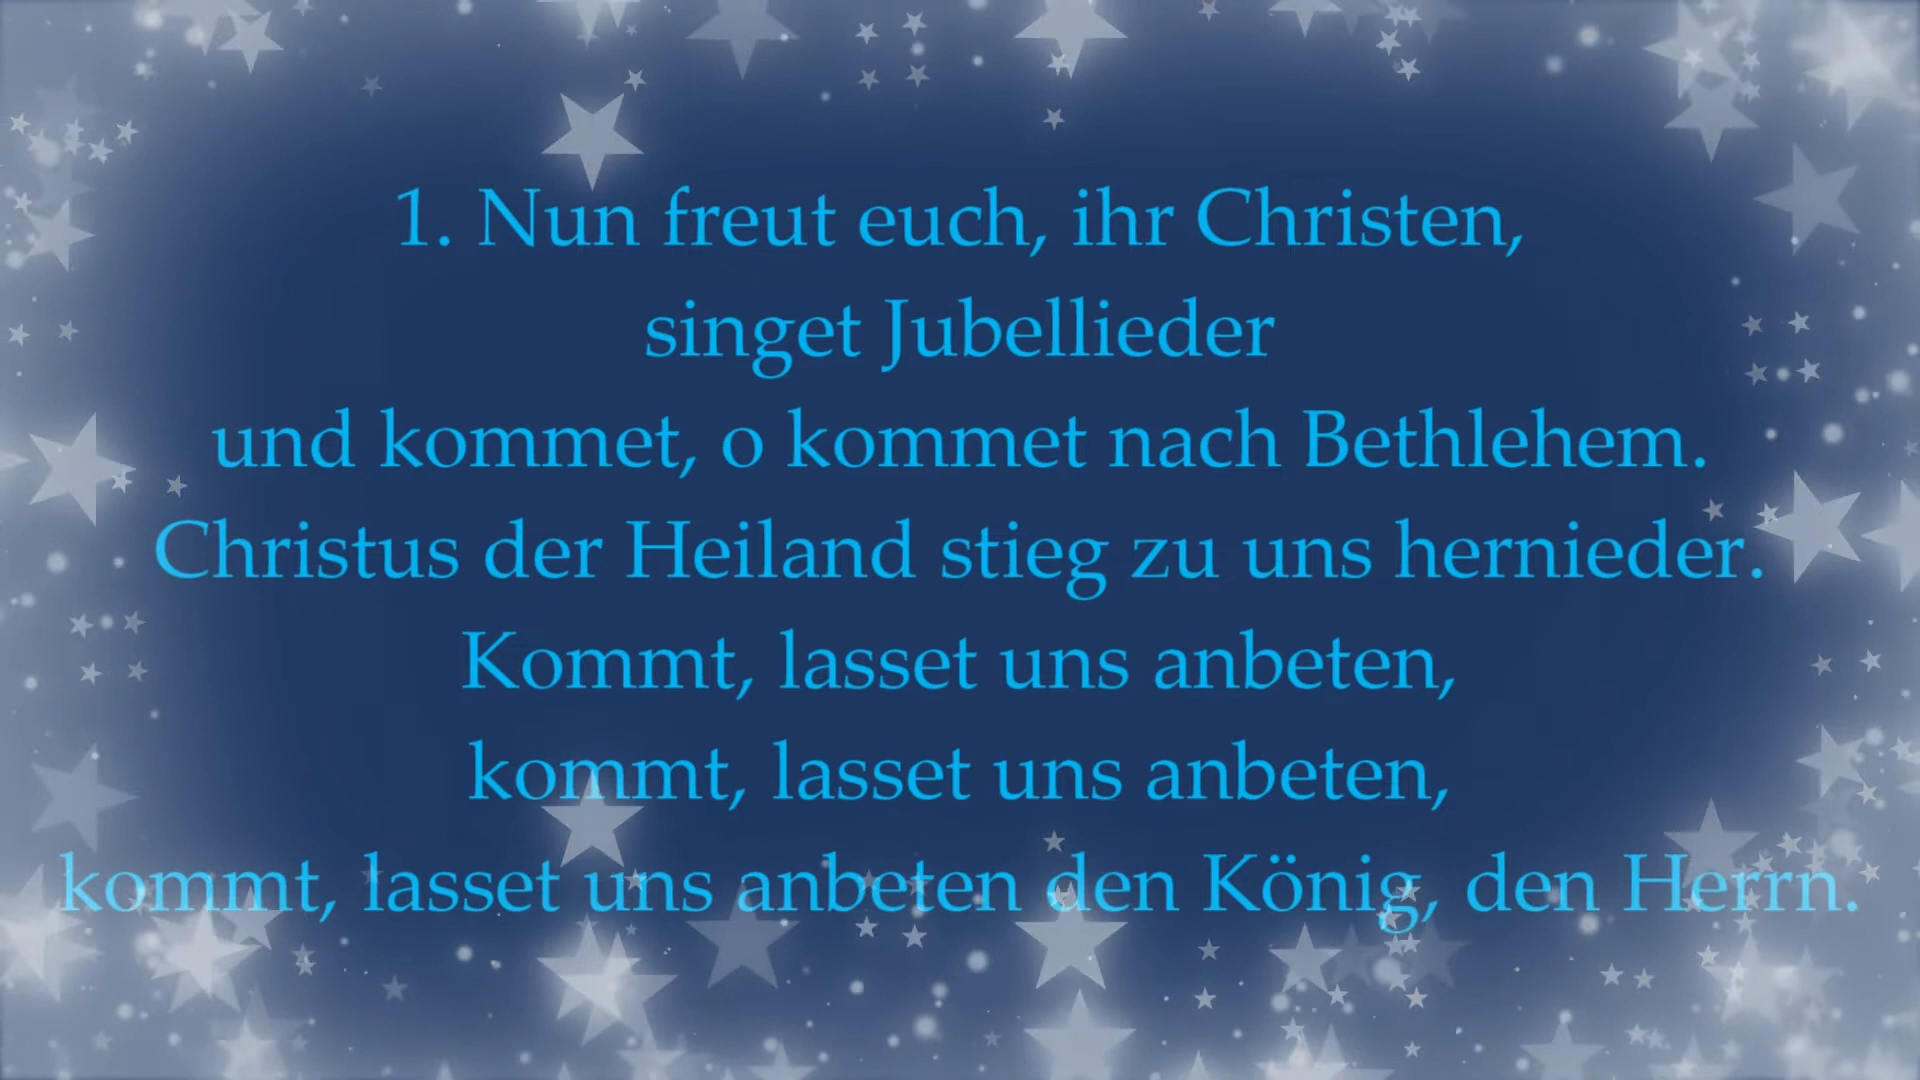 1. Nun freut euch, ihr Christen,
singet Jubellieder
und kommet, o kommet nach Bethlehem.
Christus der Heiland stieg zu uns hernieder.
Kommt, lasset uns anbeten,
kommt, lasset uns anbeten,
kommt, lasset uns anbeten den König, den Herrn.